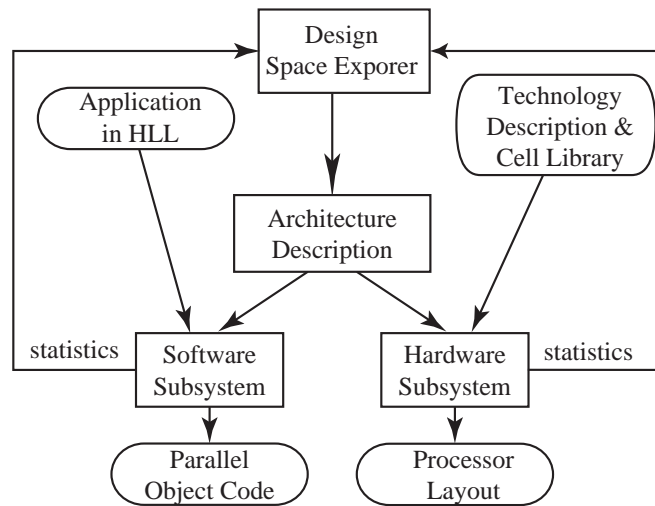 Design
Space Exporer
Application
in HLL
Technology
Description &
Cell Library
Architecture
Description
statistics
Software
Subsystem
Hardware
Subsystem
statistics
Parallel
Object Code
Processor
Layout